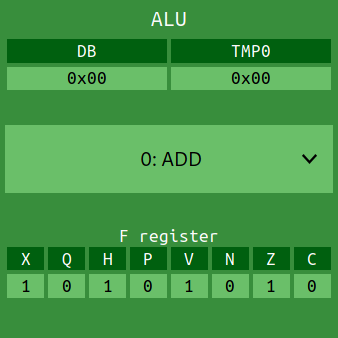 ALU
DB TMP0
0x00 0x00
0: ADD
F register
X Q H P V N Z C
1 0 1 0 1 0 1 0